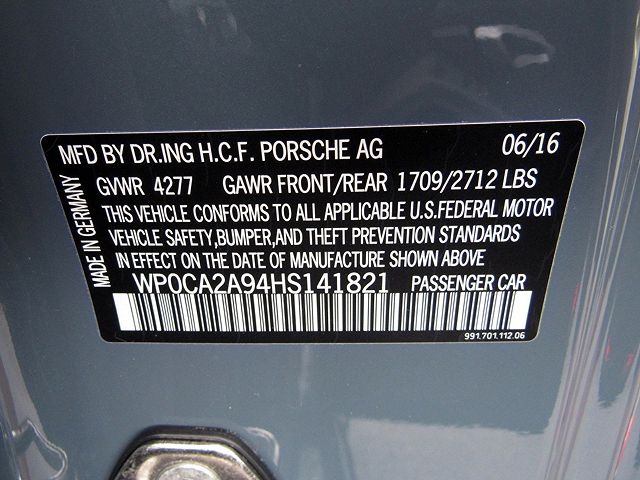 MFD BY DR.ING H.C.F. PORSCHE AG 06/16
GVWR 4277 GAWR FRONT/REAR 1709/2712 LBS
THIS VEHICLE CONFORMS TO ALL APPLICABLE U.S.FEDERAL MOTOR
VEHICLE SAFETY,BUMPER,AND THEFT PREVENTION STANDARDS
IN EFFECT ON THE DATE OF MANUFACTURE SHOWN ABOVE
WP0CA2A94HS141821 PASSENGER CAR
991.701.112.06
MADE IN GERMANY